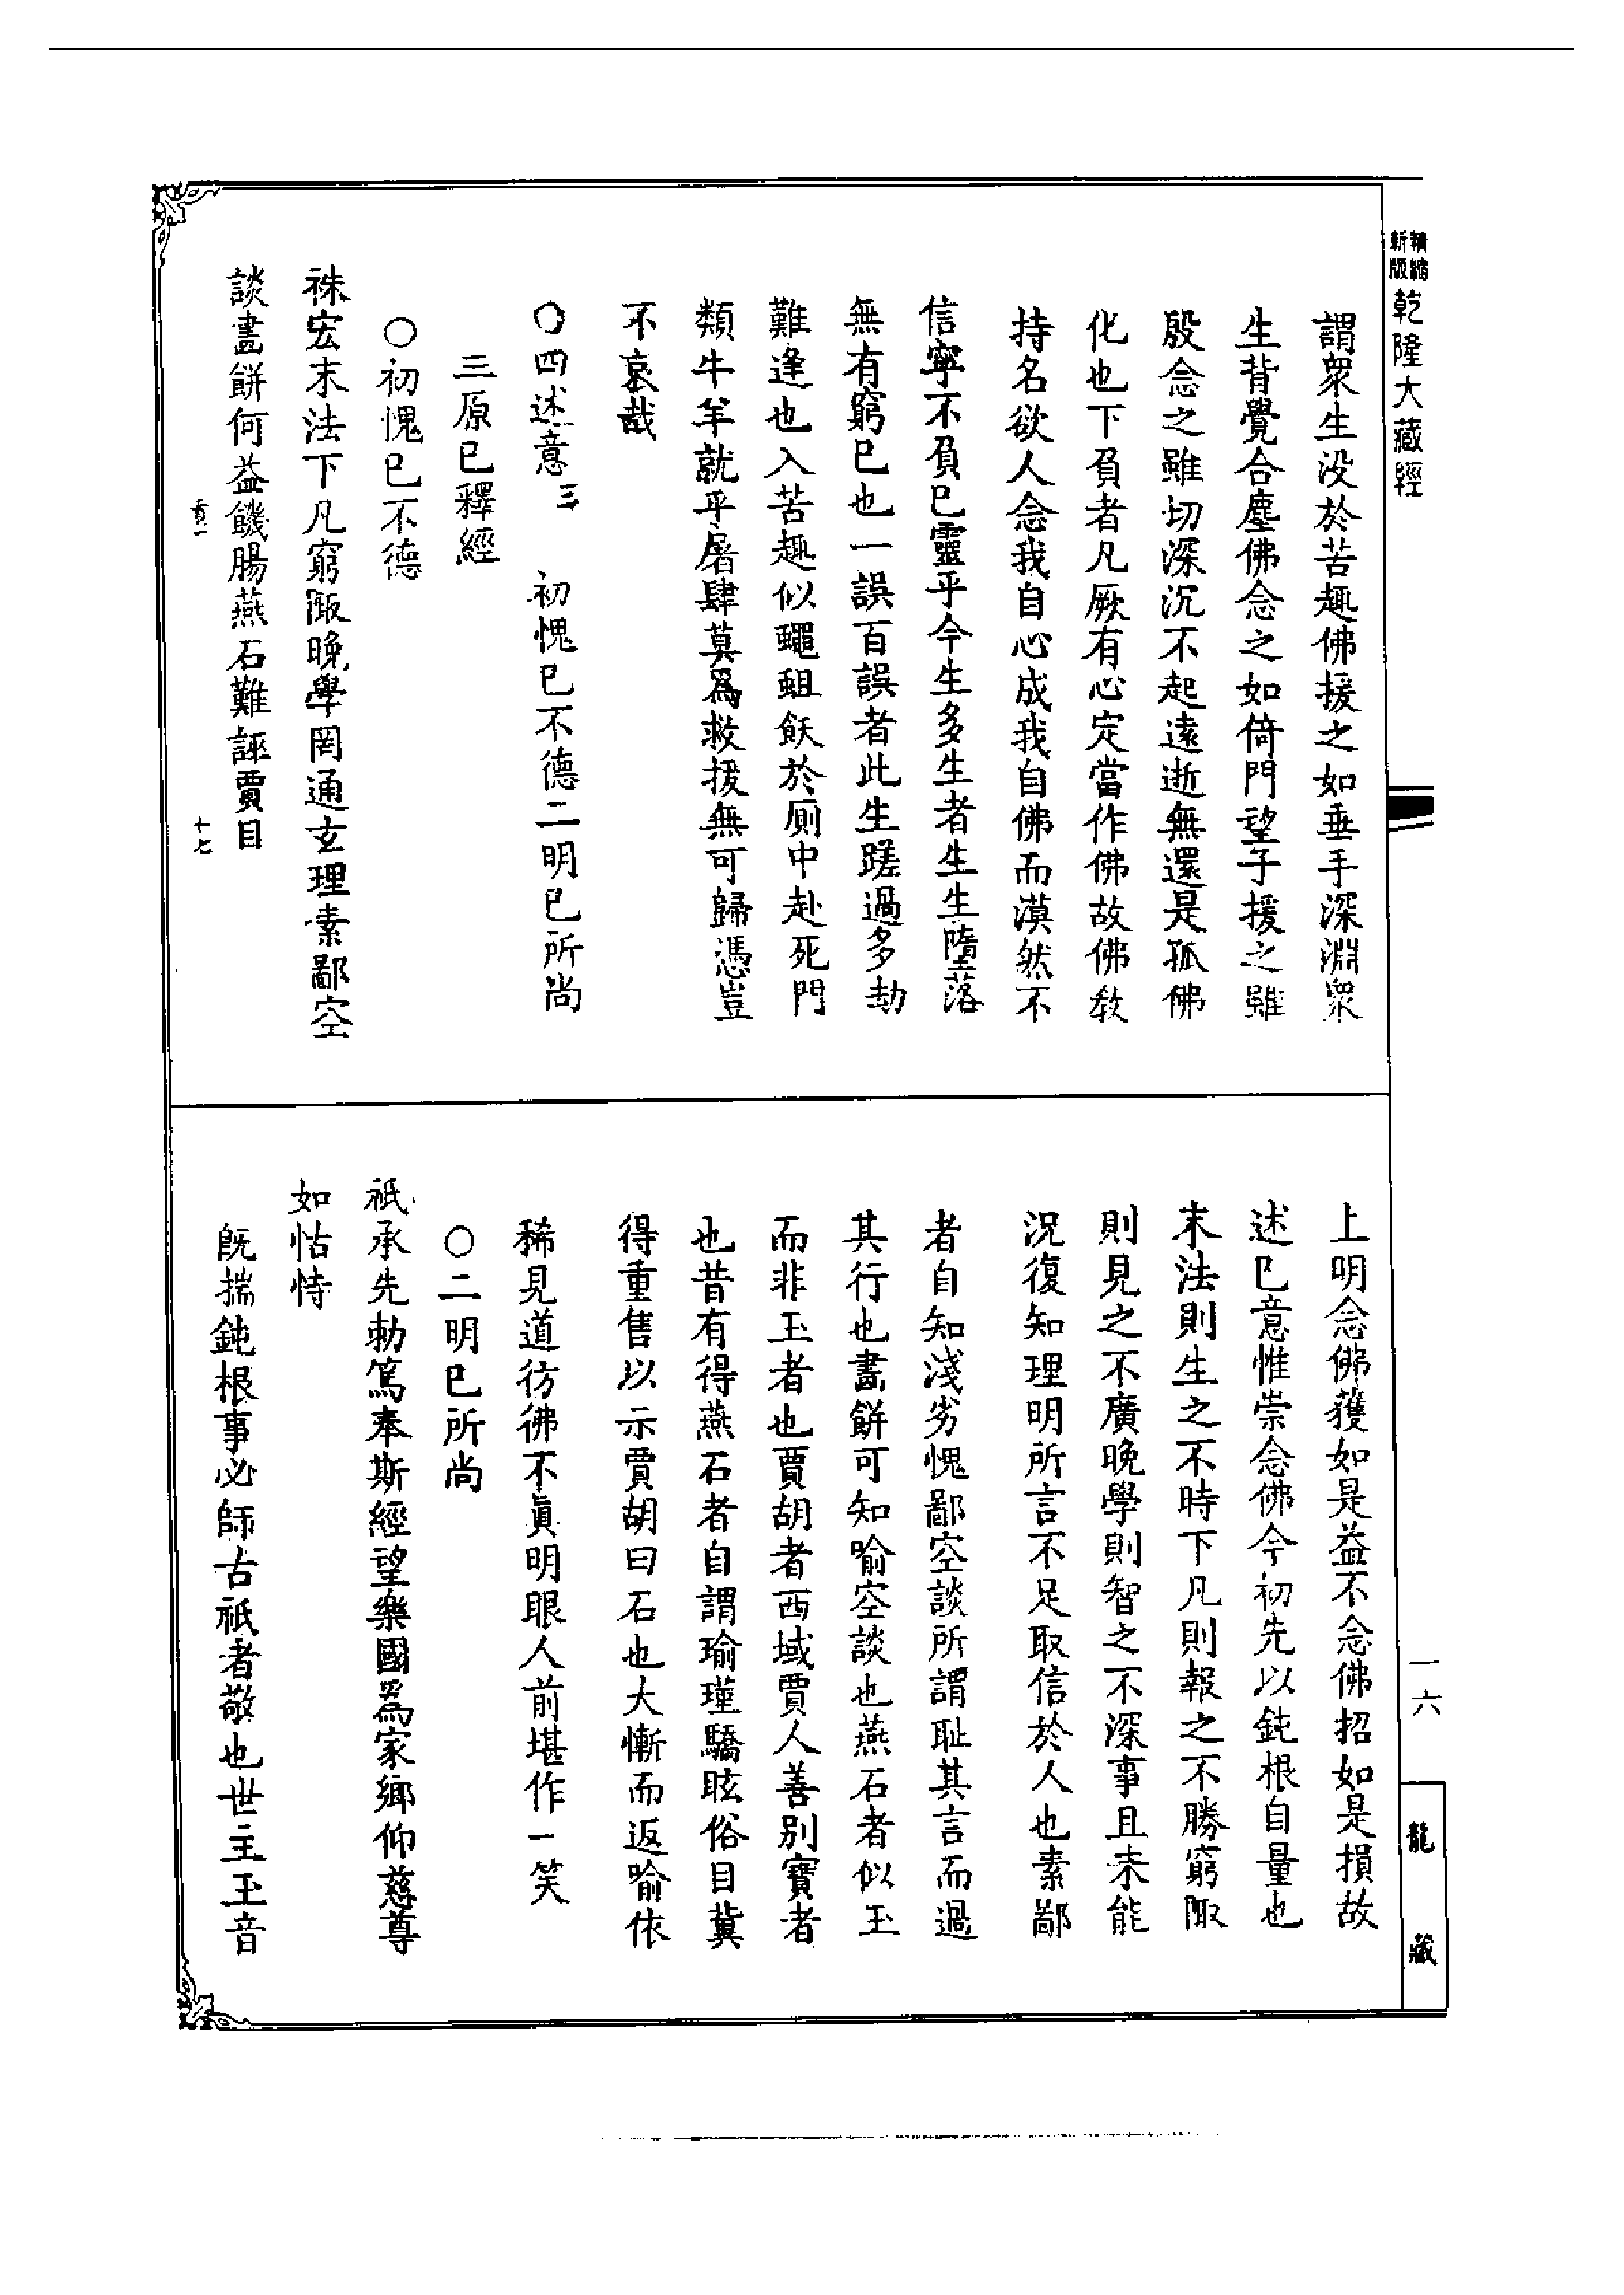 精縮
新版
乾隆大藏經
謂衆生没於苦趣佛援之如垂手深淵衆
生背覺合塵佛念之如倚門望子援之雖
殷念之雖切深沉不起遠逝無還是孤佛
化也下負者凡厥有心定當作佛故佛教
持名欲人念我自心成我自佛而漠然不
信寧不負巳靈乎今生多生者生生墮落
無有窮巳也一誤百誤者此生蹉過多劫
難逢也入苦趣似蠅蛆飫於廁中赴死門
類牛羊就乎屠肆莫爲救援無可歸憑豈
不哀哉
○四述意三 初愧巳不德二明巳所尚
三原巳釋經
○初愧巳不德
袾宏末法下凡窮陬晚學罔通玄理素鄙空
談畫餅何益饑腸燕石難誣賈目
十七
上明念佛獲如是益不念佛招如是損故
述巳意惟崇念佛今初先以鈍根自量也
末法則生之不時下凡則報之不勝窮陬
則見之不廣晚學則智之不深事且未能
況復知理明所言不足取信於人也素鄙
者自知淺劣愧鄙空談所謂耻其言而過
其行也畵餅可知喻空談也燕石者似玉
而非玉者也賈胡者西域賈人善別寶者
也昔有得燕石者自謂瑜瑾驕眩俗目冀
得重售以示賈胡曰石也大慚而返喻依
稀見道彷彿不眞明眼人前堪作一笑
○二明巳所尚
祇承先勅篤奉斯經望樂國爲家鄉仰慈尊
如怙恃
旣揣鈍根事必師古祇者敬也世主玉音
一六
龍藏